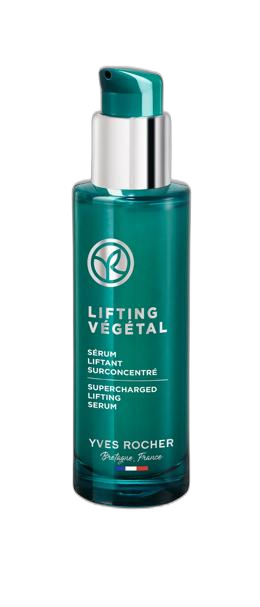 LIFTING
VÉGÉTAL
SÉRUM
LIFTANT
SURCONCENTRÉ
SUPERCHARGED
LIFTING
SERUM
YVES ROCHER
Bretagne, France